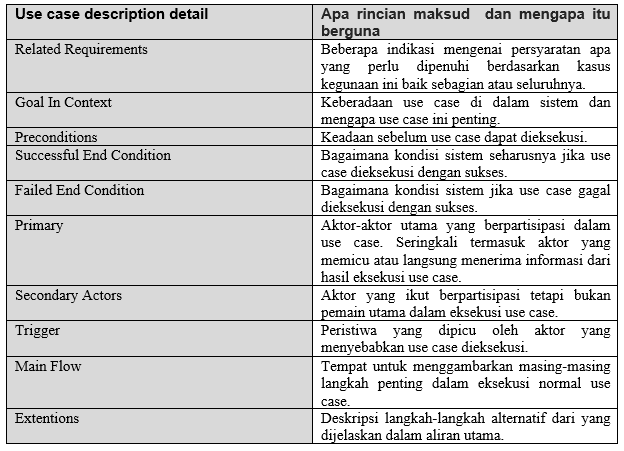 Use case description detail
Apa rincian maksud dan mengapa itu
berguna
Related Requirements
Beberapa indikasi mengenai persyaratan apa
yang perlu dipenuhi berdasarkan kasus
kegunaan ini baik sebagian atau seluruhnya.
Goal In Context
Keberadaan use case di dalam sistem dan
mengapa use case ini penting.
Preconditions
Keadaan sebelum use case dapat dieksekusi.
Successful End Condition
Bagaimana kondisi sistem seharusnya jika use
case dieksekusi dengan sukses.
Failed End Condition
Bagaimana kondisi sistem jika use case gagal
dieksekusi dengan sukses.
Primary
Aktor-aktor utama yang berpartisipasi dalam
use case. Seringkali termasuk aktor yang
memicu atau langsung menerima informasi dari
hasil eksekusi use case.
Secondary Actors
Aktor yang ikut berpartisipasi tetapi bukan
pemain utama dalam eksekusi use case.
Trigger
Peristiwa yang dipicu oleh aktor yang
menyebabkan use case dieksekusi.
Main Flow
Tempat untuk menggambarkan masing-masing
langkah penting dalam eksekusi normal use
case.
Extentions
Deskripsi langkah-langkah alternatif dari yang
dijelaskan dalam aliran utama.